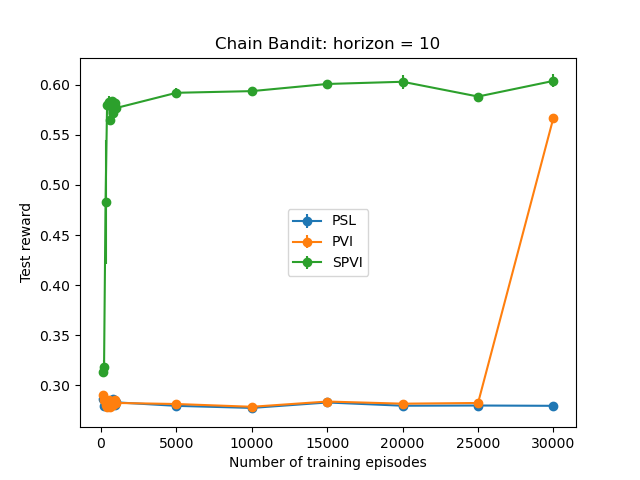 Chain Bandit: horizon = 10
Test reward
0.60
0.55
0.50
0.45
0.40
0.35
0.30
PSL
PVI
SPVI
0 5000 10000 15000 20000 25000 30000
Number of training episodes